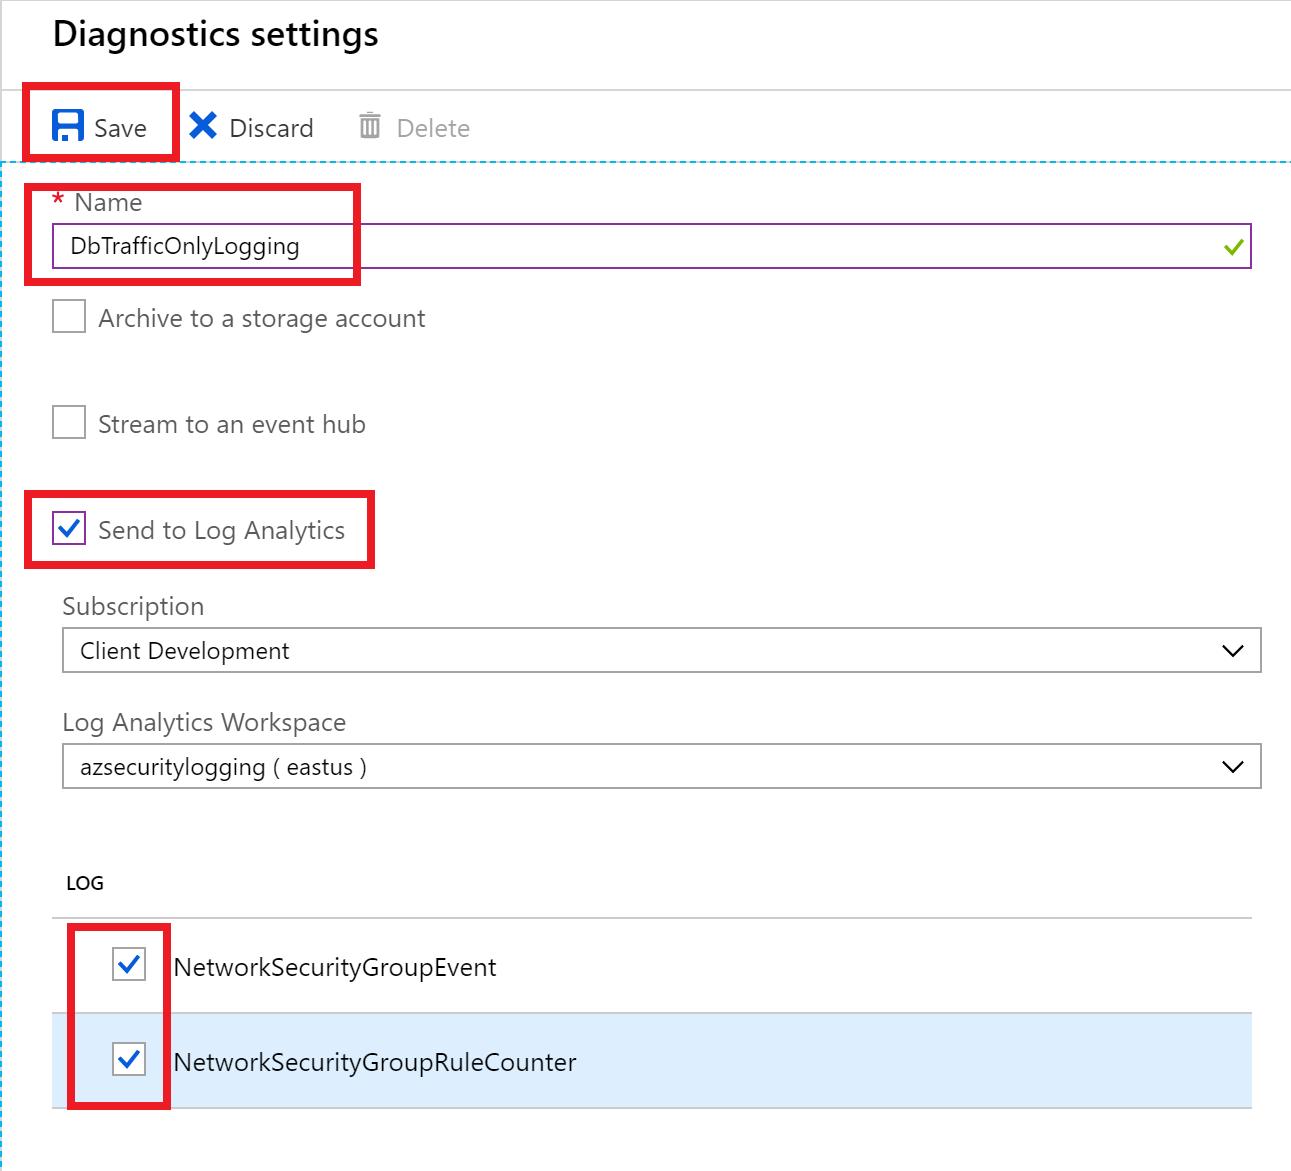 Diagnostics settings
Save Discard Delete
* Name
DbTrafficOnlyLogging
Archive to a storage account
Stream to an event hub
Send to Log Analytics
Subscription
Client Development
Log Analytics Workspace
azsecuritylogging ( eastus )
LOG
NetworkSecurityGroupEvent
NetworkSecurityGroupRuleCounter